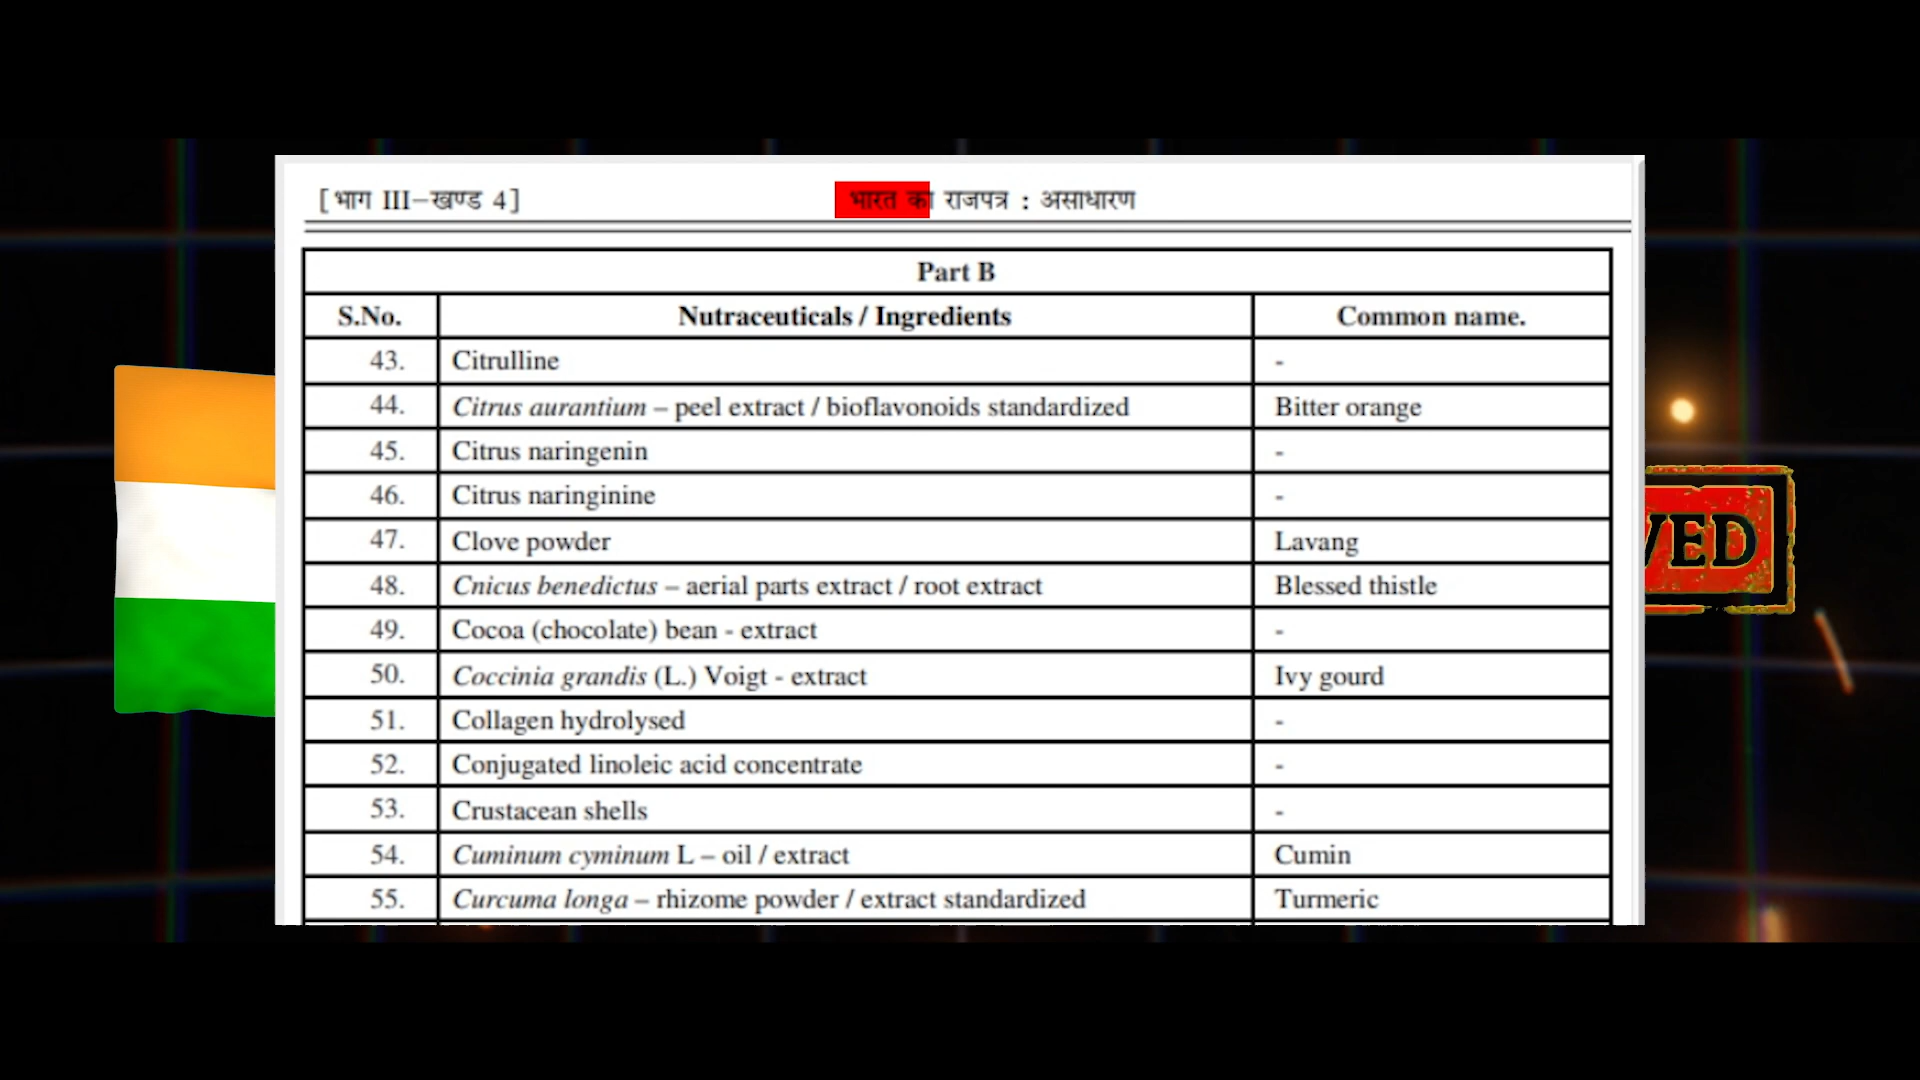 [भाग III–खण्ड 4] भारत का राजपत्र : असाधारण
Part B
S.No. Nutraceuticals / Ingredients Common name.
43. Citrulline -
44. Citrus aurantium – peel extract / bioflavonoids standardized Bitter orange
45. Citrus naringenin -
46. Citrus naringinine -
47. Clove powder Lavang
48. Cnicus benedictus – aerial parts extract / root extract Blessed thistle
49. Cocoa (chocolate) bean - extract -
50. Coccinia grandis (L.) Voigt - extract Ivy gourd
51. Collagen hydrolysed -
52. Conjugated linoleic acid concentrate -
53. Crustacean shells -
54. Cuminum cyminum L – oil / extract Cumin
55. Curcuma longa – rhizome powder / extract standardized Turmeric
VED